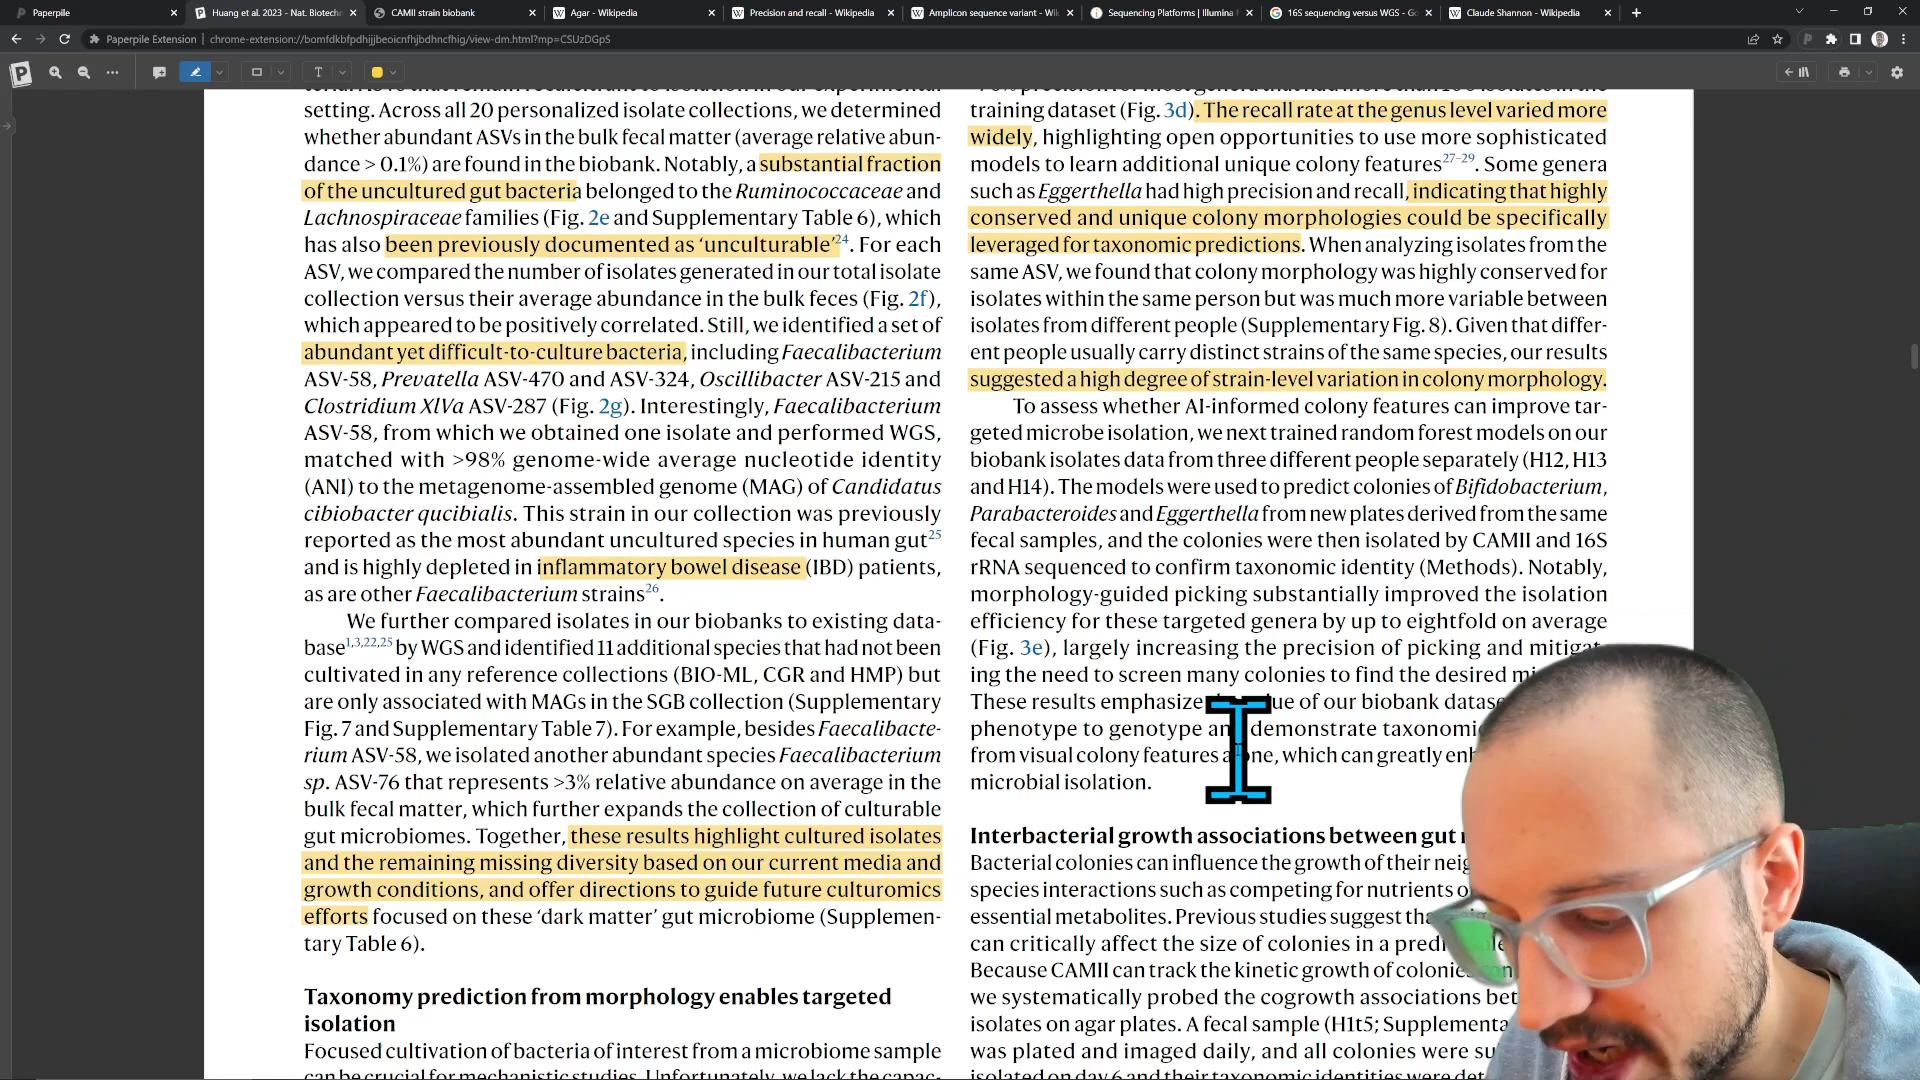 Paperpile
Huang et al. 2023 - Nat. Biotechn
CAMII strain biobank
Agar - Wikipedia
Precision and recall - Wikipedia
Amplicon sequence variant - Wik
Sequencing Platforms | Illumina
16S sequencing versus WGS - Go
Claude Shannon - Wikipedia
Paperpile Extension | chrome-extension://bomfdkbfpdhijjbeoicnfhjbdhncfhig/view-dm.html?mp=CSUzDGpS
setting. Across all 20 personalized isolate collections, we determined
whether abundant ASVs in the bulk fecal matter (average relative abun-
dance > 0.1%) are found in the biobank. Notably, a substantial fraction
of the uncultured gut bacteria belonged to the Ruminococcaceae and
Lachnospiraceae families (Fig. 2e and Supplementary Table 6), which
has also been previously documented as ‘unculturable’24. For each
ASV, we compared the number of isolates generated in our total isolate
collection versus their average abundance in the bulk feces (Fig. 2f),
which appeared to be positively correlated. Still, we identified a set of
abundant yet difficult-to-culture bacteria, including Faecalibacterium
ASV-58, Prevatella ASV-470 and ASV-324, Oscillibacter ASV-215 and
Clostridium XlVa ASV-287 (Fig. 2g). Interestingly, Faecalibacterium
ASV-58, from which we obtained one isolate and performed WGS,
matched with >98% genome-wide average nucleotide identity
(ANI) to the metagenome-assembled genome (MAG) of Candidatus
cibiobacter qucibialis. This strain in our collection was previously
reported as the most abundant uncultured species in human gut25
and is highly depleted in inflammatory bowel disease (IBD) patients,
as are other Faecalibacterium strains26.
We further compared isolates in our biobanks to existing data-
base1,3,22,25 by WGS and identified 11 additional species that had not been
cultivated in any reference collections (BIO-ML, CGR and HMP) but
are only associated with MAGs in the SGB collection (Supplementary
Fig. 7 and Supplementary Table 7). For example, besides Faecalibacte-
rium ASV-58, we isolated another abundant species Faecalibacterium
sp. ASV-76 that represents >3% relative abundance on average in the
bulk fecal matter, which further expands the collection of culturable
gut microbiomes. Together, these results highlight cultured isolates
and the remaining missing diversity based on our current media and
growth conditions, and offer directions to guide future culturomics
efforts focused on these ‘dark matter’ gut microbiome (Supplemen-
tary Table 6).
Taxonomy prediction from morphology enables targeted
isolation
Focused cultivation of bacteria of interest from a microbiome sample
can be crucial for mechanistic studies. Unfortunately, we lack the capac-
training dataset (Fig. 3d). The recall rate at the genus level varied more
widely, highlighting open opportunities to use more sophisticated
models to learn additional unique colony features27-29. Some genera
such as Eggerthella had high precision and recall, indicating that highly
conserved and unique colony morphologies could be specifically
leveraged for taxonomic predictions. When analyzing isolates from the
same ASV, we found that colony morphology was highly conserved for
isolates within the same person but was much more variable between
isolates from different people (Supplementary Fig. 8). Given that differ-
ent people usually carry distinct strains of the same species, our results
suggested a high degree of strain-level variation in colony morphology.
To assess whether AI-informed colony features can improve tar-
geted microbe isolation, we next trained random forest models on our
biobank isolates data from three different people separately (H12, H13
and H14). The models were used to predict colonies of Bifidobacterium,
Parabacteroides and Eggerthella from new plates derived from the same
fecal samples, and the colonies were then isolated by CAMII and 16S
rRNA sequenced to confirm taxonomic identity (Methods). Notably,
morphology-guided picking substantially improved the isolation
efficiency for these targeted genera by up to eightfold on average
(Fig. 3e), largely increasing the precision of picking and mitigat-
ing the need to screen many colonies to find the desired
These results emphasize of our biobank
phenotype to genotype demonstrate
from visual colony features which can greatly
microbial isolation.
Interbacterial growth associations between gut
Bacterial colonies can influence the growth of their
species interactions such as competing for nutrients
essential metabolites. Previous studies suggest
can critically affect the size of colonies in a
Because CAMII can track the kinetic growth of
we systematically probed the cogrowth associations
isolates on agar plates. A fecal sample (H1t5;
was plated and imaged daily, and all colonies were
isolated on day 6 and their taxonomic identities were